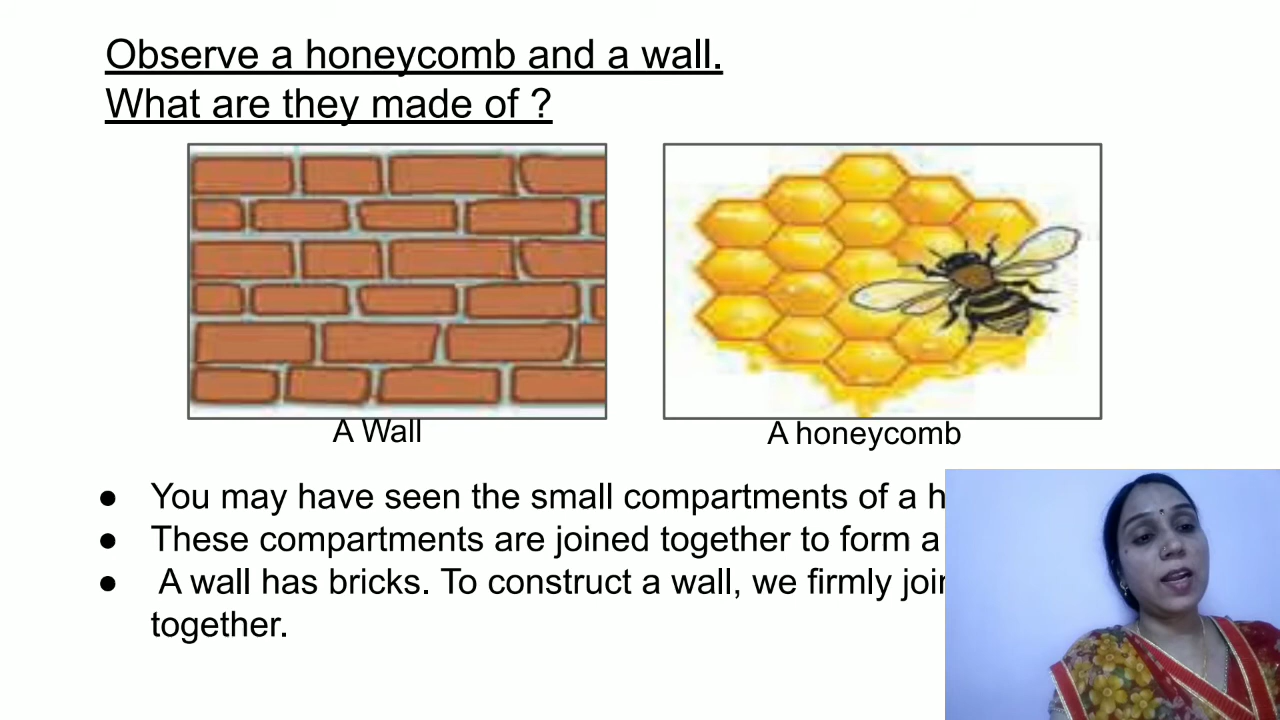 Observe a honeycomb and a wall.
What are they made of ?
A Wall
A honeycomb
● You may have seen the small compartments of a
● These compartments are joined together to form a
● A wall has bricks. To construct a wall, we firmly
together.